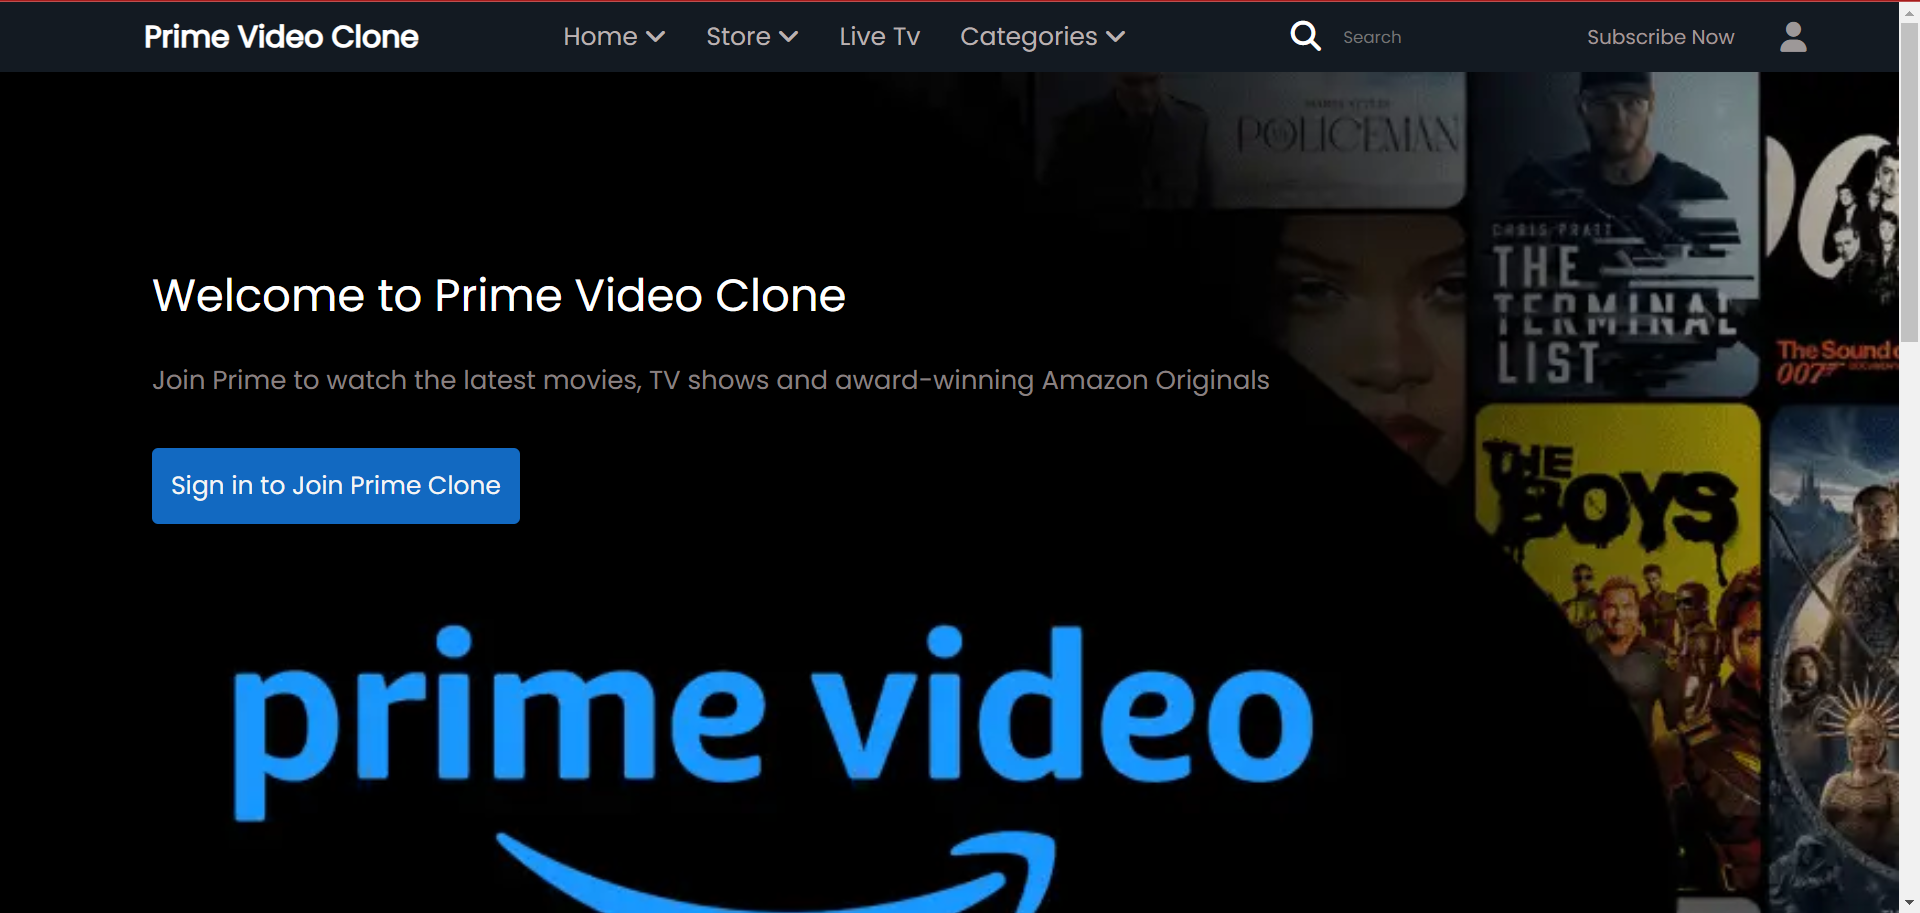 Prime Video Clone
Home
Store
Live Tv
Categories
Search
Subscribe Now
POLICEMAN
CHRIS PRATT
THE
TERMINAL
LIST
The Sound
007
Welcome to Prime Video Clone
Join Prime to watch the latest movies, TV shows and award-winning Amazon Originals
Sign in to Join Prime Clone
THE
BOYS
prime video